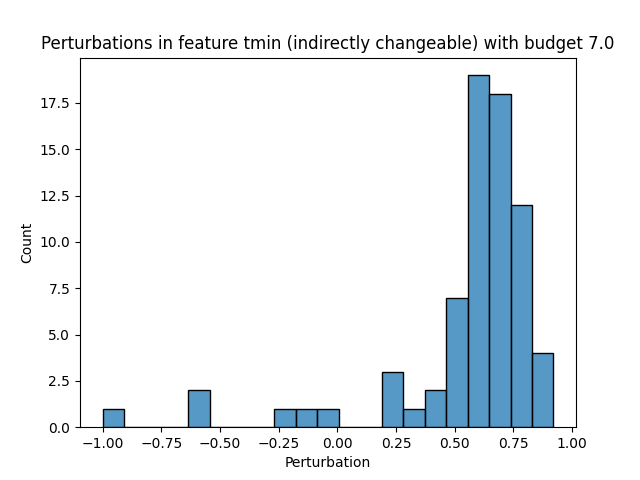 Perturbations in feature tmin (indirectly changeable) with budget 7.0
17.5
15.0
12.5
10.0
7.5
5.0
2.5
0.0
Count
−1.00 −0.75 −0.50 −0.25 0.00 0.25 0.50 0.75 1.00
Perturbation